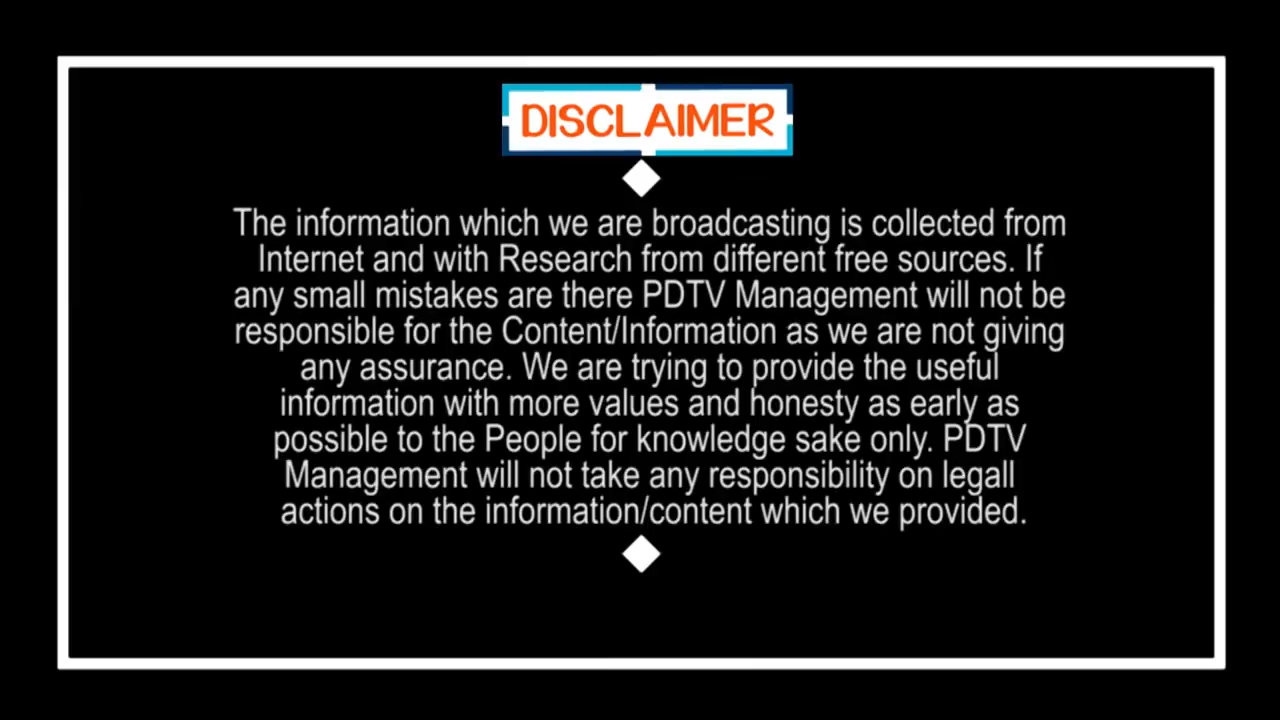 DISCLAIMER
The information which we are broadcasting is collected from
Internet and with Research from different free sources. If
any small mistakes are there PDTV Management will not be
responsible for the Content/Information as we are not giving
any assurance. We are trying to provide the useful
information with more values and honesty as early as
possible to the People for knowledge sake only. PDTV
Management will not take any responsibility on legall
actions on the information/content which we provided.